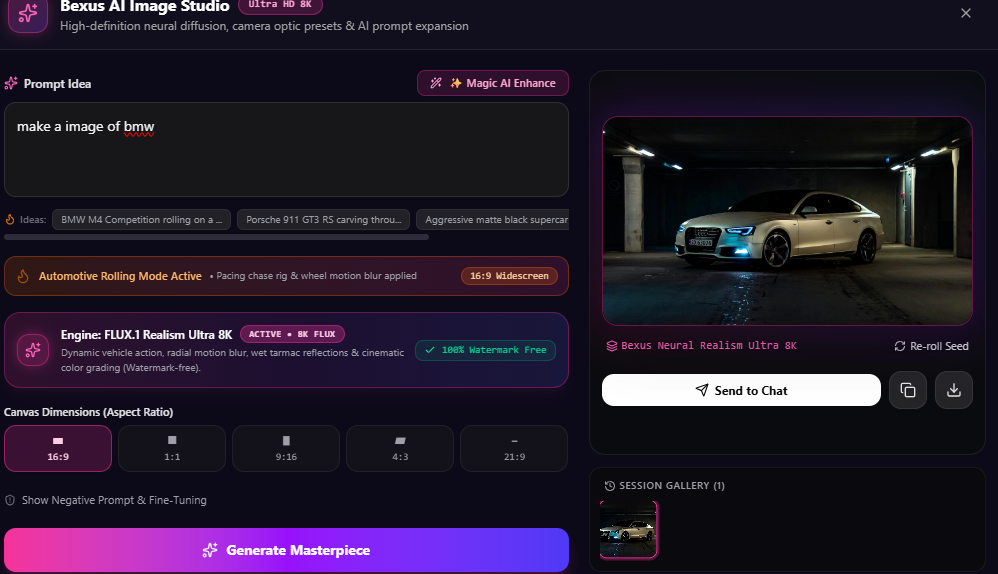 Bexus AI Image Studio Ultra HD 8K
High-definition neural diffusion, camera optic presets & AI prompt expansion
Prompt Idea
✨ Magic AI Enhance
make a image of bmw
Ideas: BMW M4 Competition rolling on a ... Porsche 911 GT3 RS carving throu... Aggressive matte black supercar
Automotive Rolling Mode Active • Pacing chase rig & wheel motion blur applied 16:9 Widescreen
Engine: FLUX.1 Realism Ultra 8K ACTIVE • 8K FLUX
Dynamic vehicle action, radial motion blur, wet tarmac reflections & cinematic
color grading (Watermark-free).
100% Watermark Free
Canvas Dimensions (Aspect Ratio)
16:9 1:1 9:16 4:3 21:9
Show Negative Prompt & Fine-Tuning
Generate Masterpiece
Bexus Neural Realism Ultra 8K Re-roll Seed
Send to Chat
SESSION GALLERY (1)